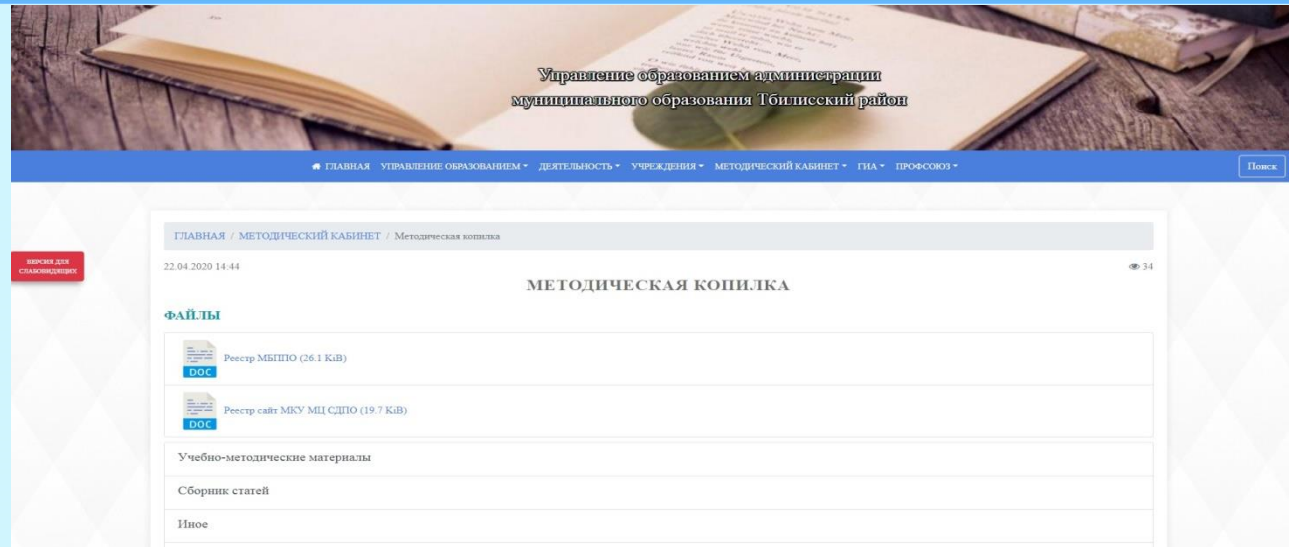 Управление образованием администрации
муниципального образования Тбилисский район
ГЛАВНАЯ УПРАВЛЕНИЕ ОБРАЗОВАНИЕМ ДЕЯТЕЛЬНОСТЬ УЧРЕЖДЕНИЯ МЕТОДИЧЕСКИЙ КАБИНЕТ ГИА ПРОФСОЮЗ Поиск
ГЛАВНАЯ / МЕТОДИЧЕСКИЙ КАБИНЕТ / Методическая копилка
ВЕРСИЯ ДЛЯ
СЛАБОВИДЯЩИХ
22.04.2020 14:44 34
МЕТОДИЧЕСКАЯ КОПИЛКА
ФАЙЛЫ
DOC Реестр МБППО (26.1 KiB)
DOC Реестр сайт МКУ МЦ СДПО (19.7 KiB)
Учебно-методические материалы
Сборник статей
Иное